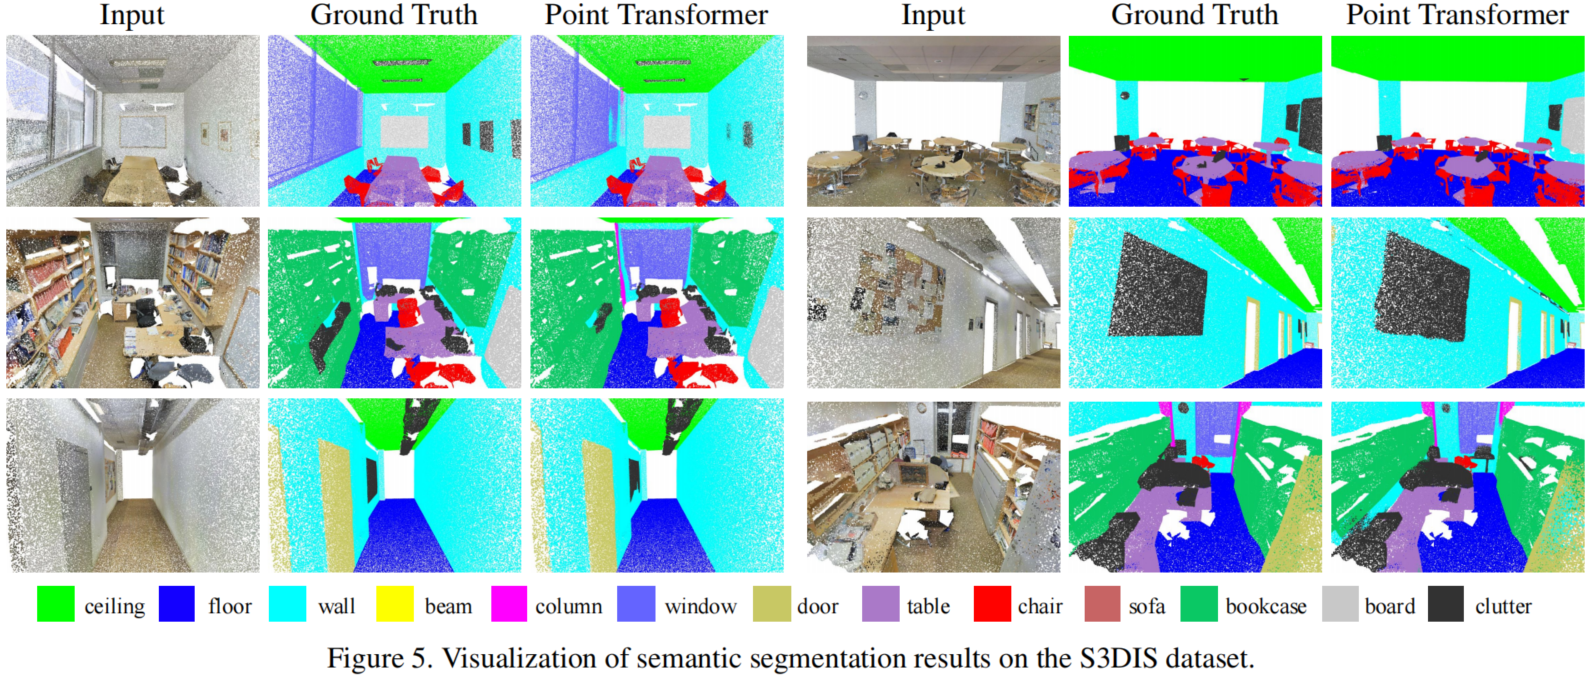 Input Ground Truth Point Transformer Input Ground Truth Point Transformer
ceiling floor wall beam column window door table chair sofa bookcase board clutter
Figure 5. Visualization of semantic segmentation results on the S3DIS dataset.